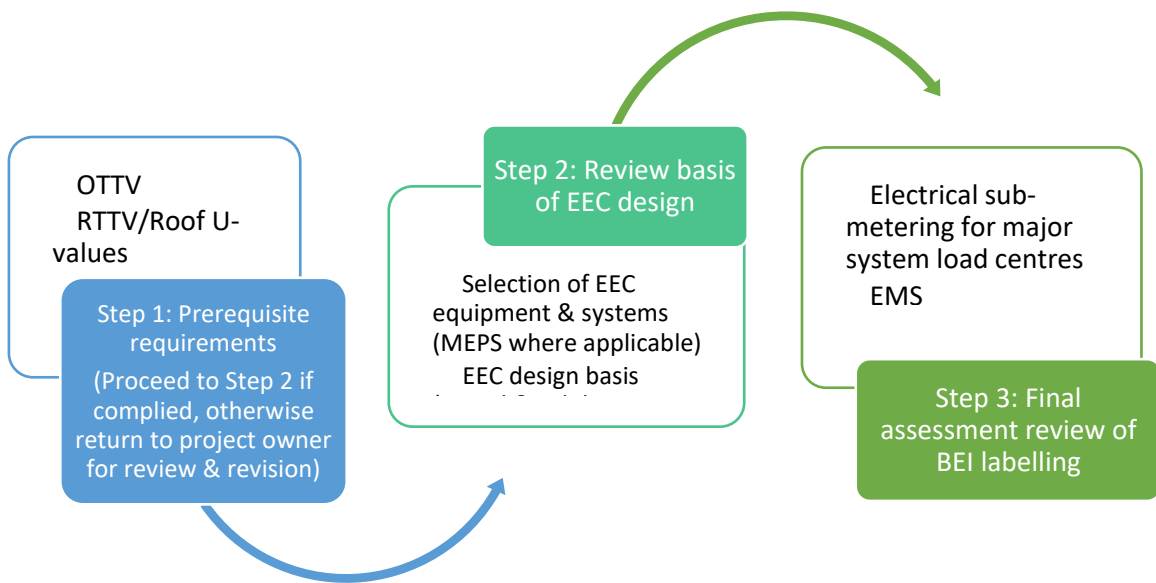 OTTV
RTTV/Roof U-
values
Step 1: Prerequisite
requirements
(Proceed to Step 2 if
complied, otherwise
return to project owner
for review & revision)
Step 2: Review basis
of EEC design
Selection of EEC
equipment & systems
(MEPS where applicable)
EEC design basis
Electrical sub-
metering for major
system load centres
EMS
Step 3: Final
assessment review of
BEI labelling